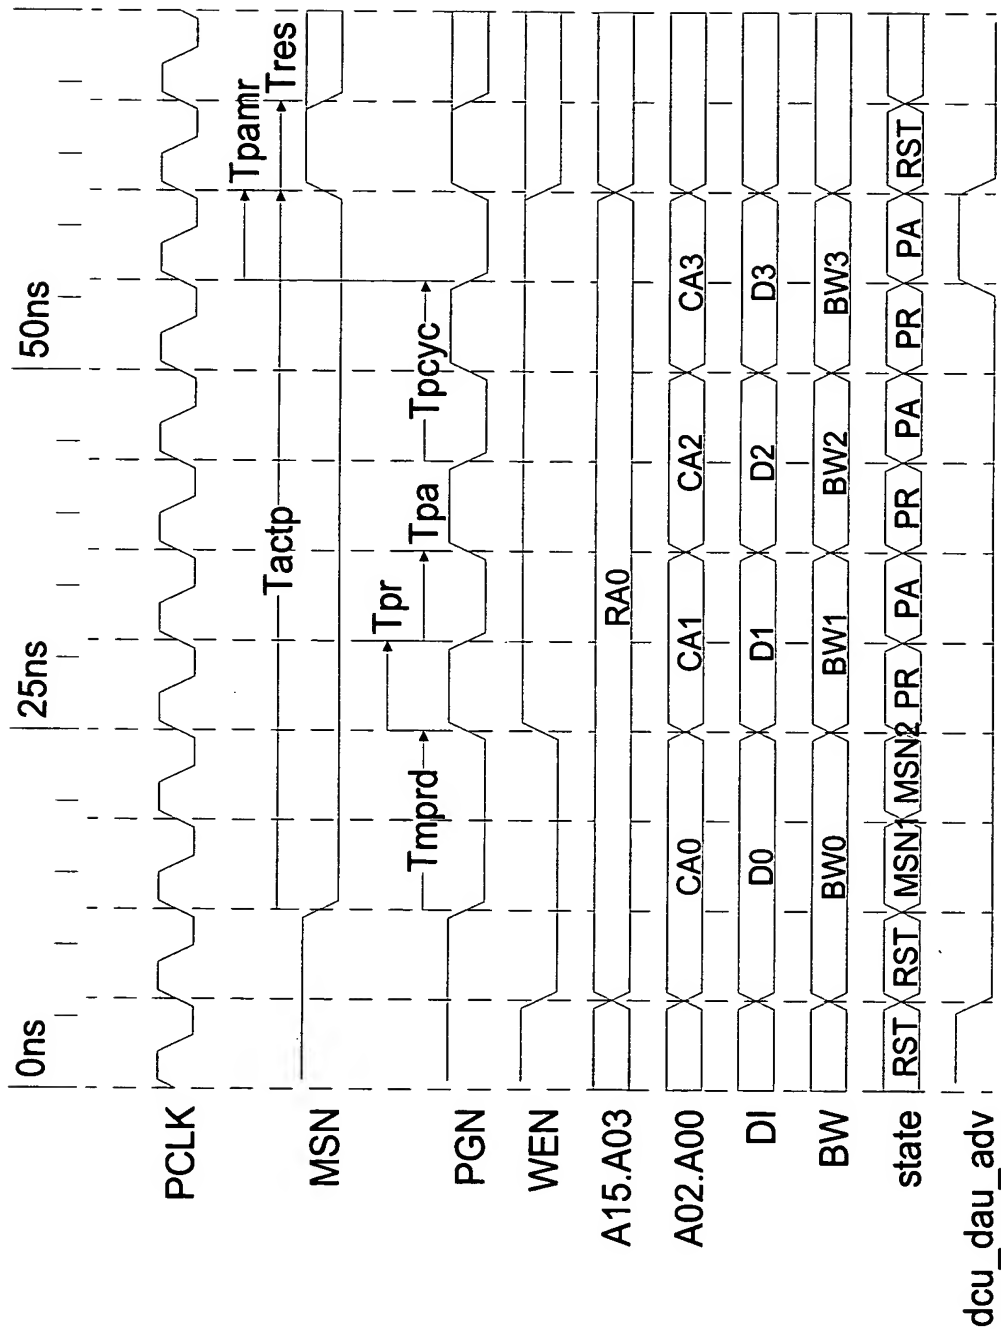 0ns 25ns 50ns
PCLK
Tpamr
MSN Tactp Tres
Tpr
PGN Tmprd Tpa Tpcyc
WEN
A15.A03 RA0
A02.A00 CA0 CA1 CA2 CA3
DI D0 D1 D2 D3
BW BW0 BW1 BW2 BW3
state RST RST MSN1 MSN2 PR PA PR PA PR PA RST
dcu_dau_adv